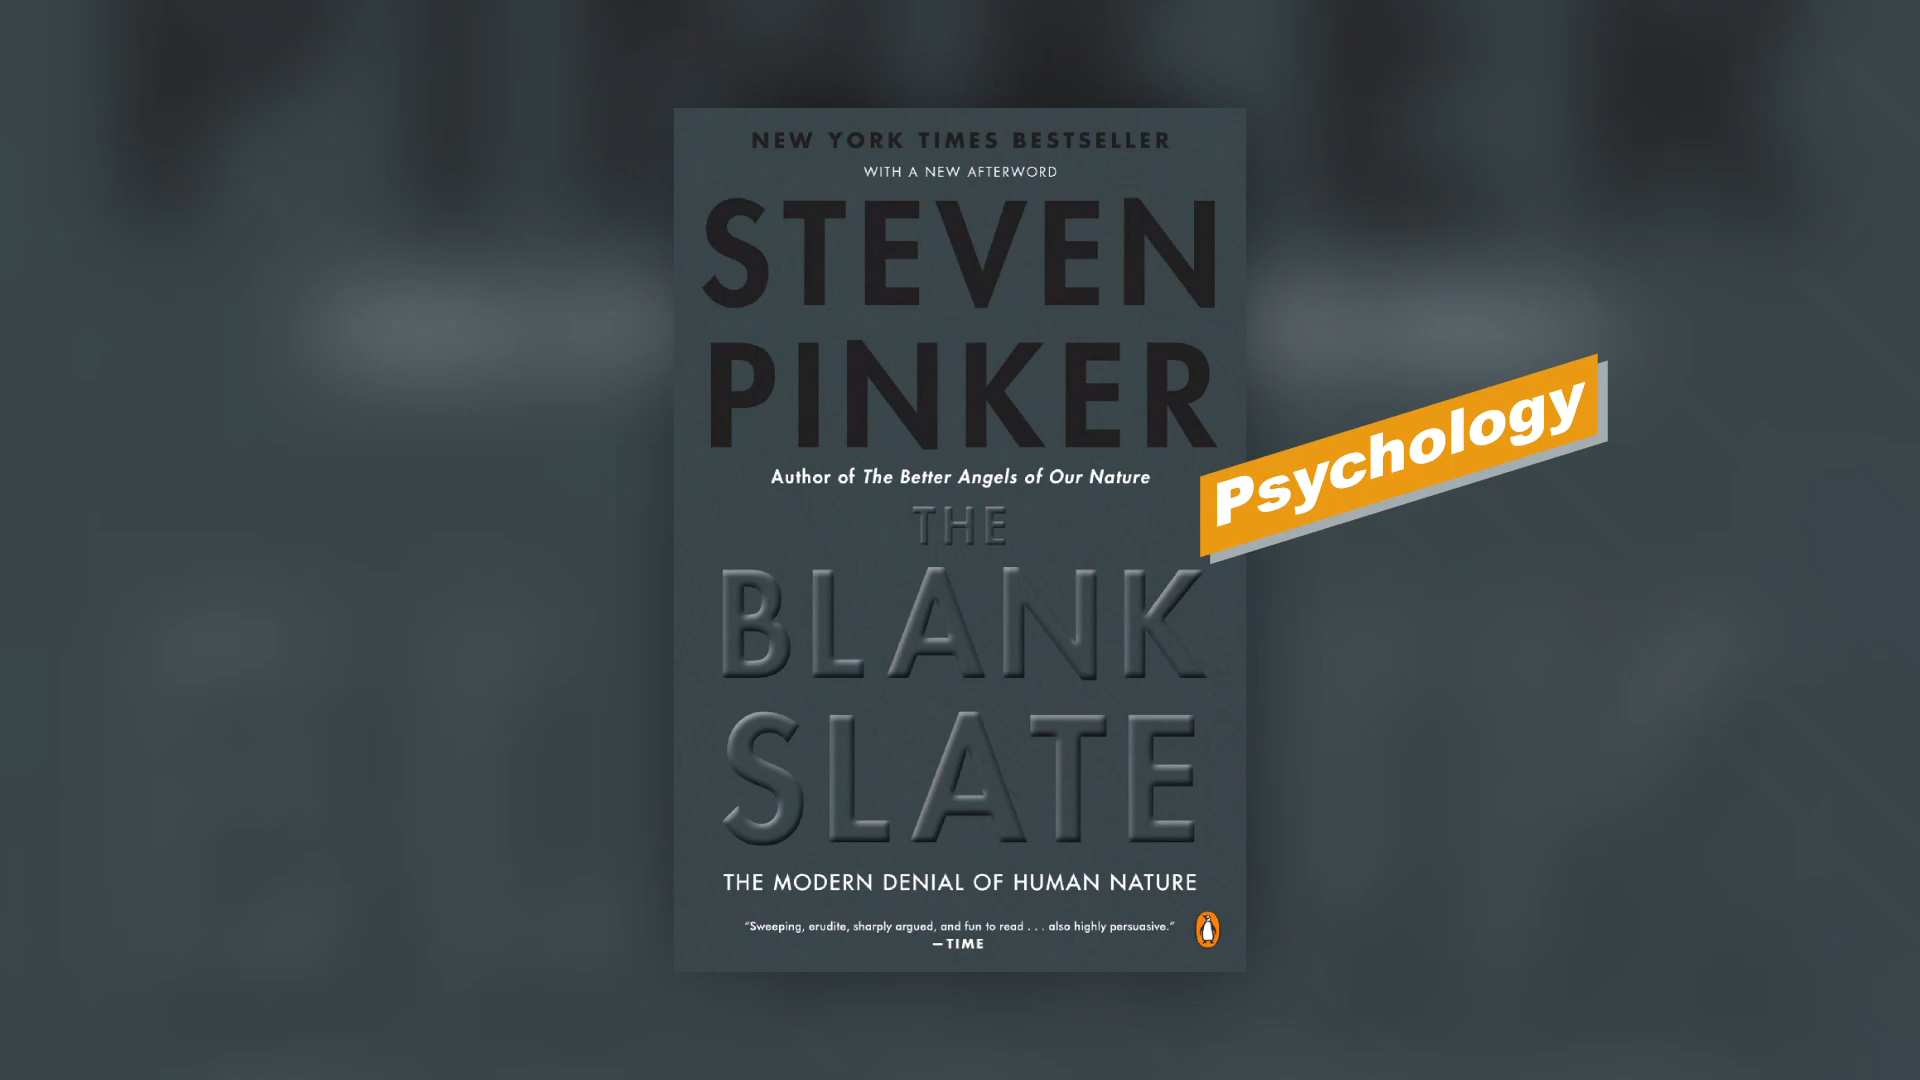 NEW YORK TIMES BESTSELLER
WITH A NEW AFTERWORD
STEVEN
PINKER
Author of The Better Angels of Our Nature
THE
BLANK
SLATE
THE MODERN DENIAL OF HUMAN NATURE
“Sweeping, erudite, sharply argued, and fun to read . . . also highly persuasive.”
—TIME
Psychology